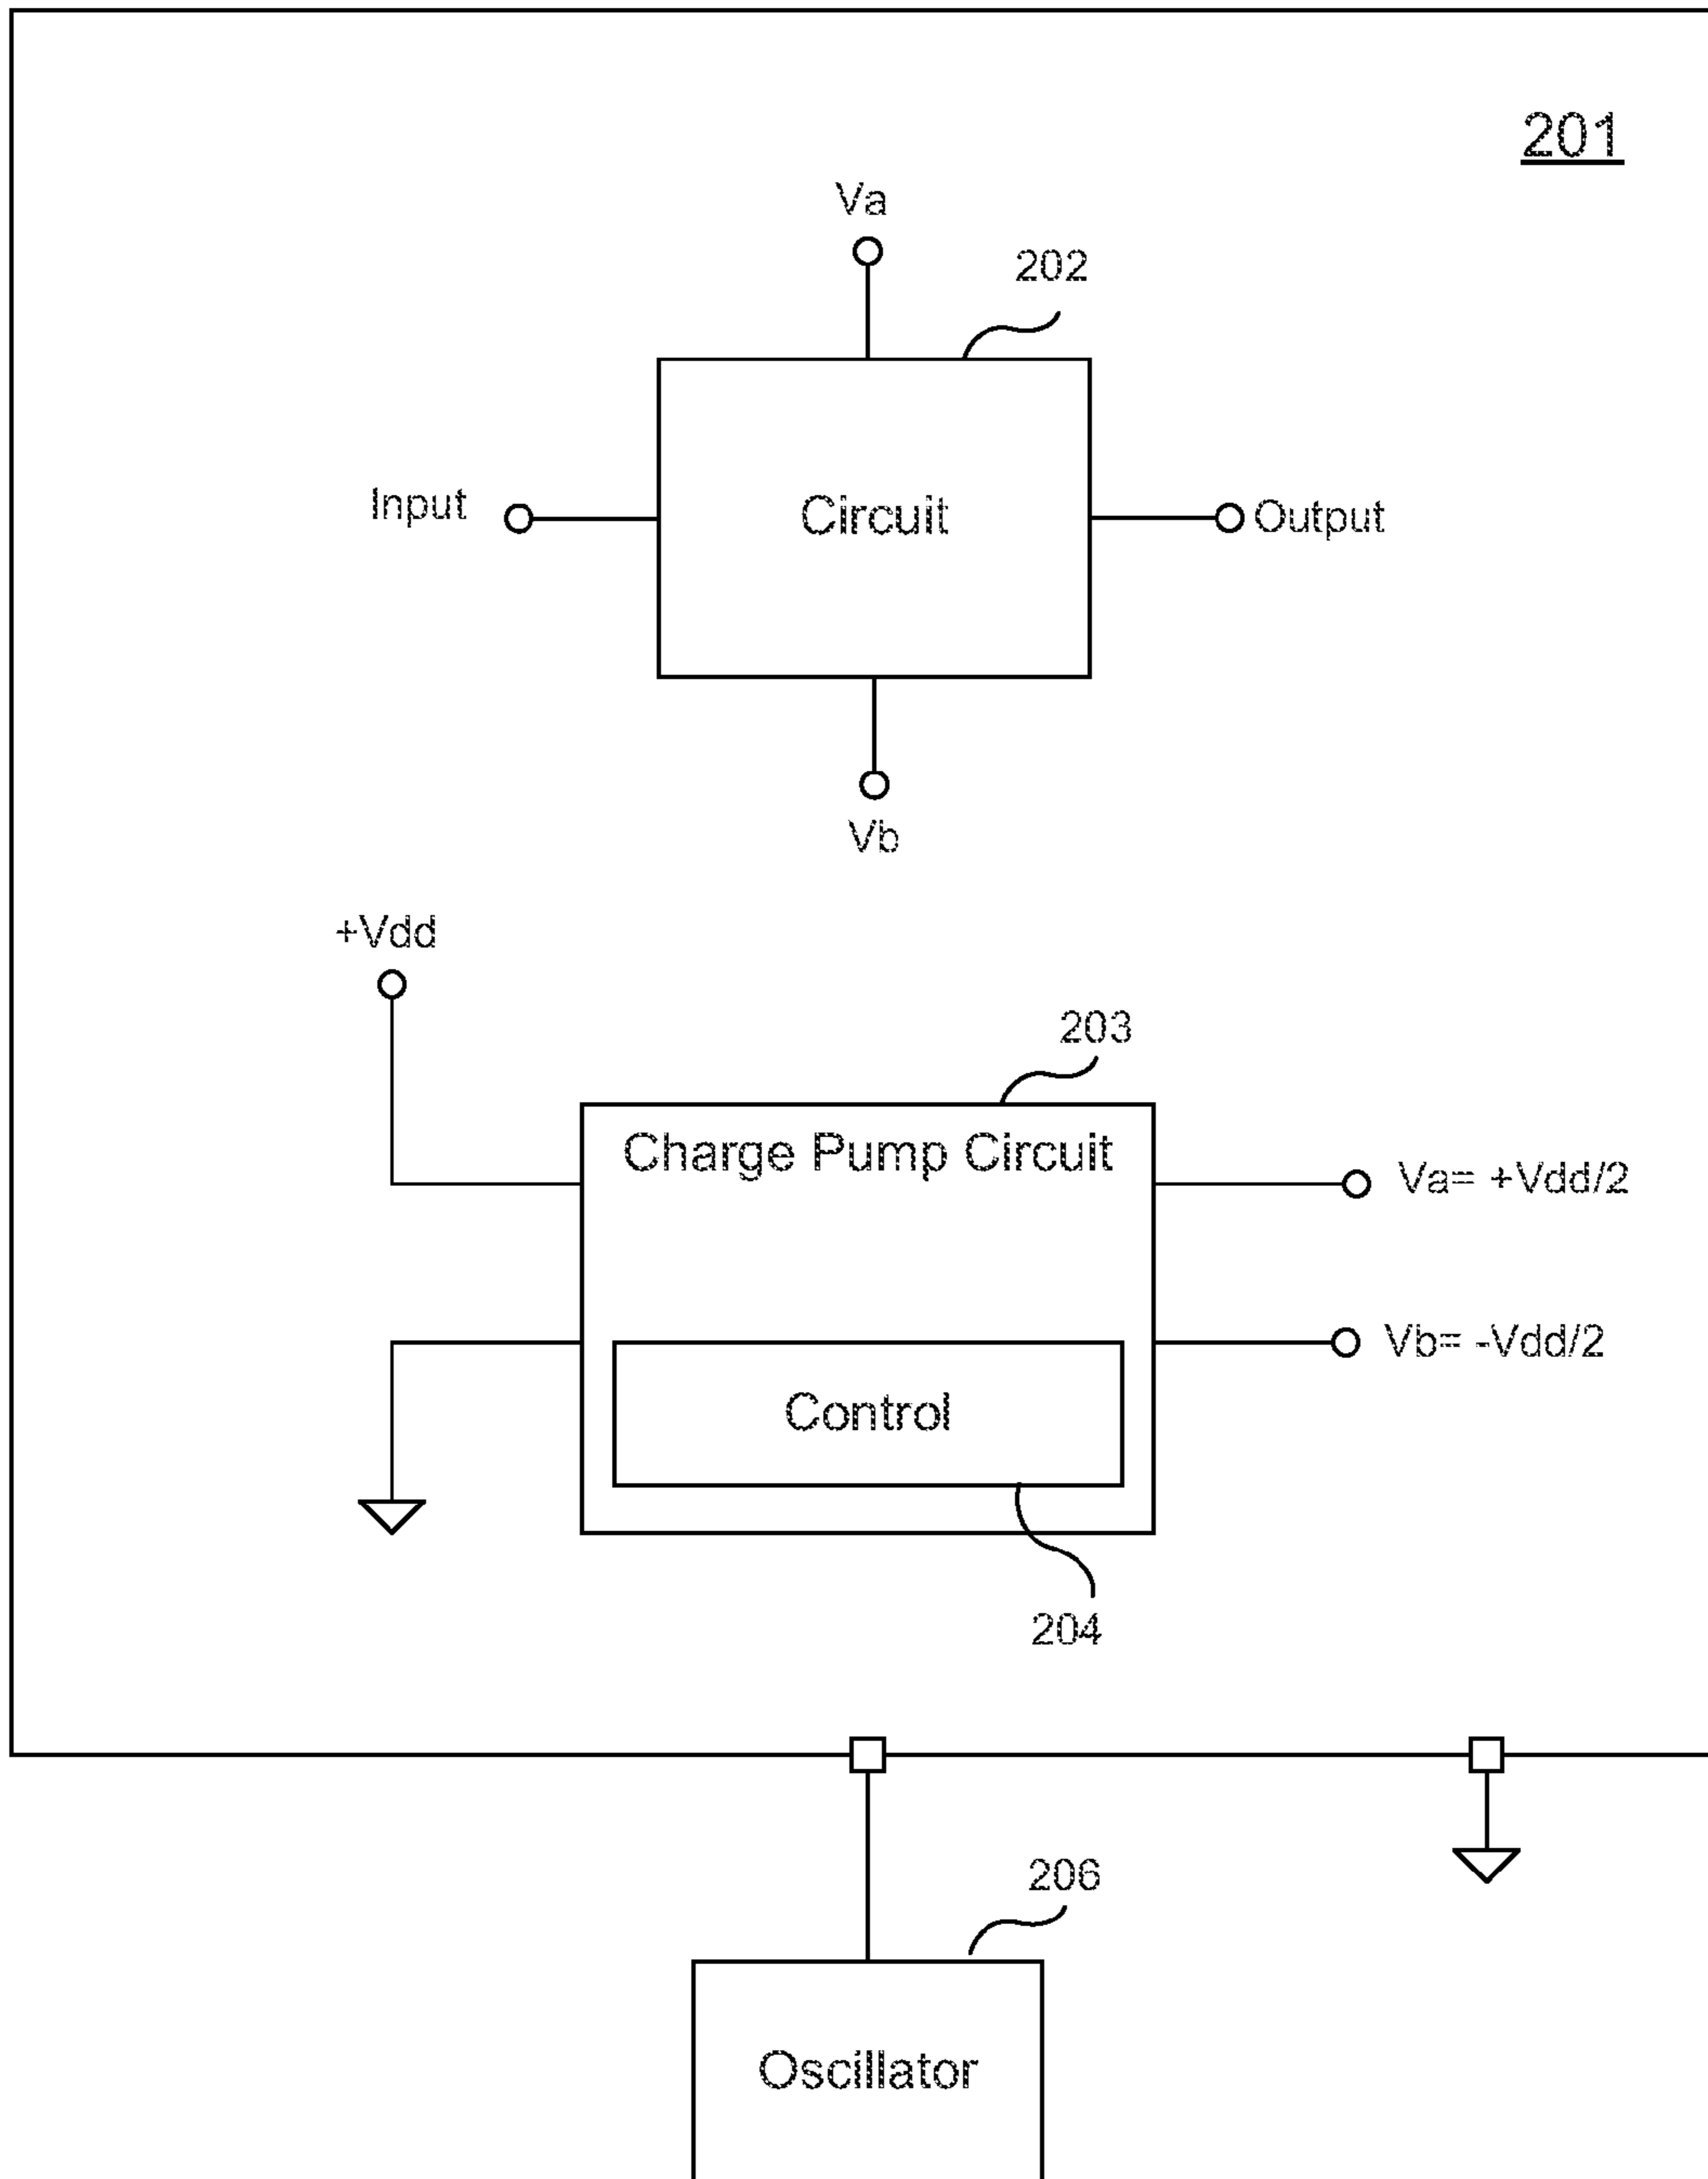 201
Va
202
Input
Circuit
Output
Vb
+Vdd
203
Charge Pump Circuit
Va= +Vdd/2
Vb= -Vdd/2
Control
204
206
Oscillator